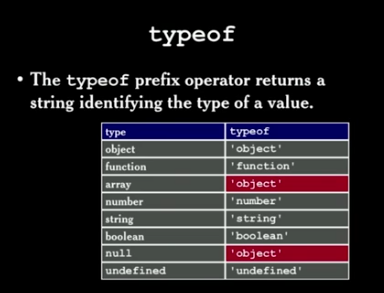 typeof
• The typeof prefix operator returns a
string identifying the type of a value.
type typeof
object 'object'
function 'function'
array 'object'
number 'number'
string 'string'
boolean 'boolean'
null 'object'
undefined 'undefined'